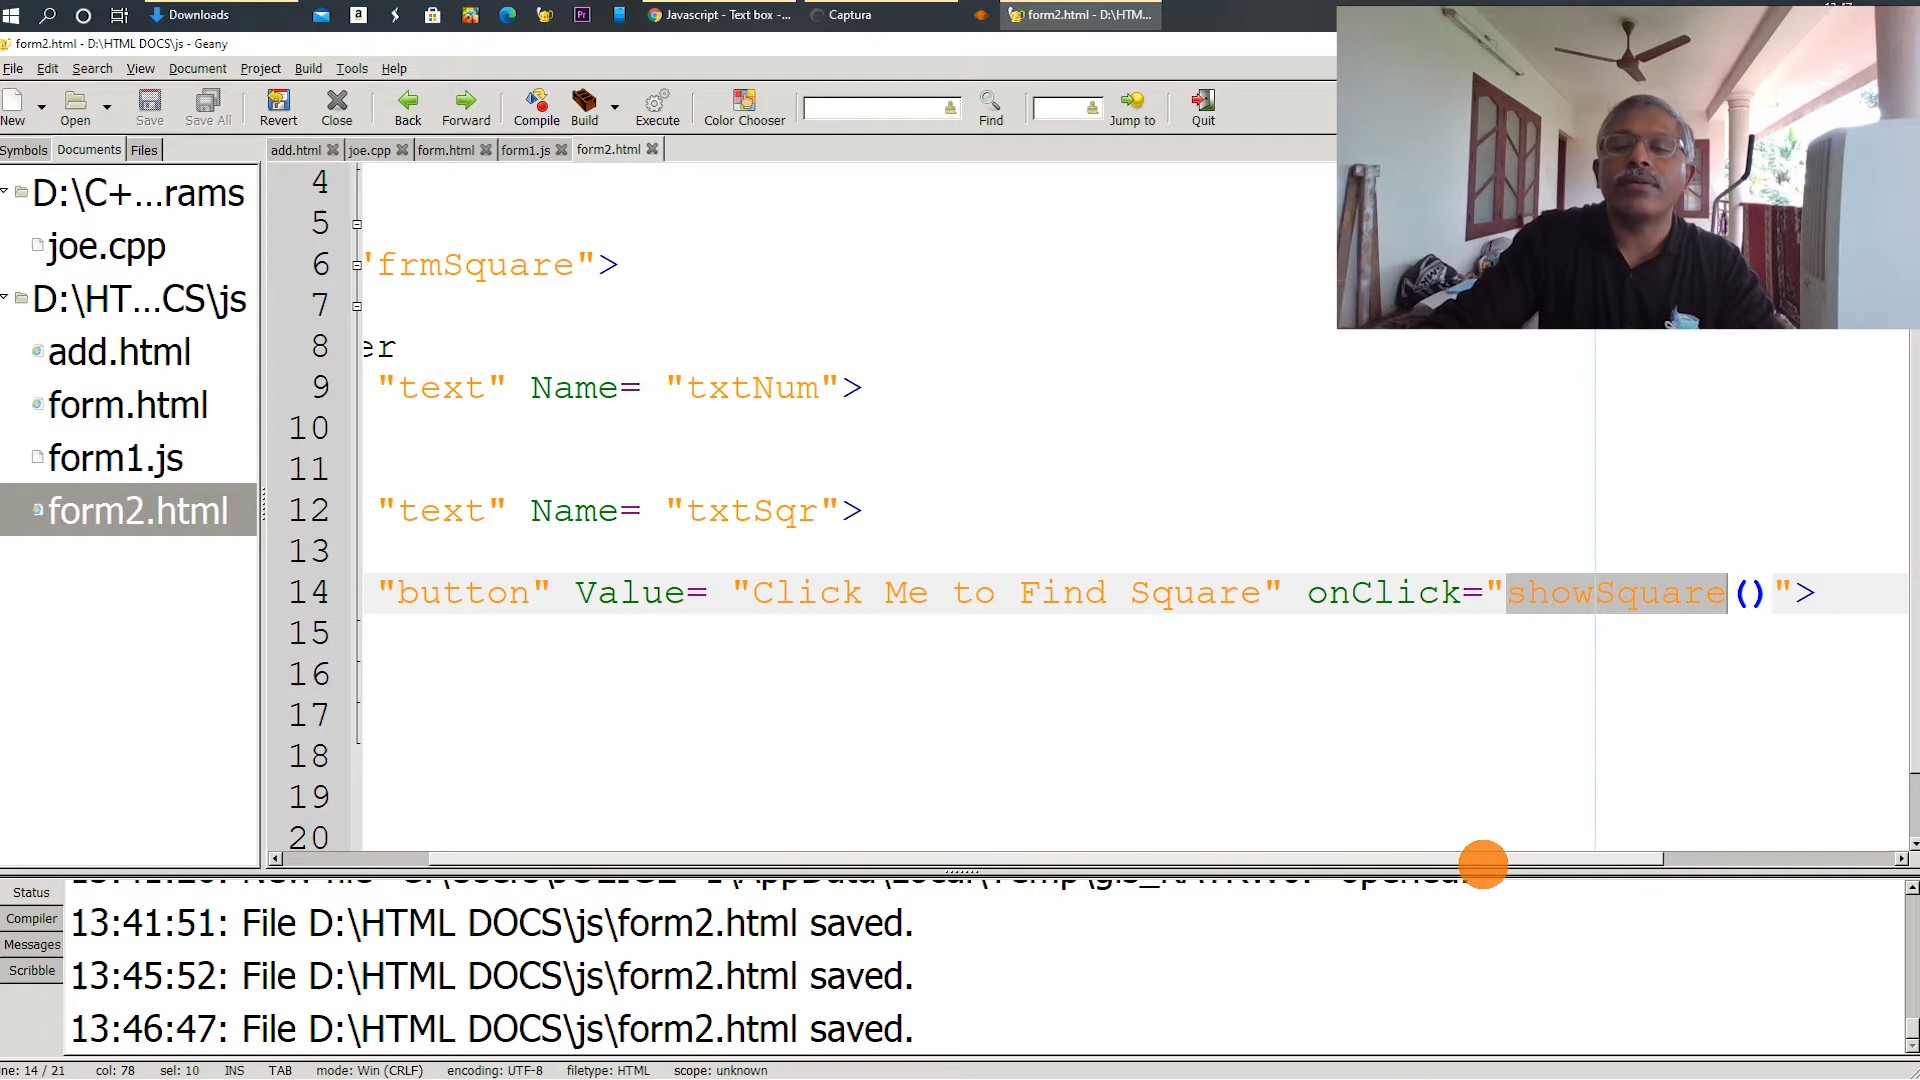 Downloads
Javascript - Text box -...
Captura
form2.html - D:\HTM...
form2.html - D:\HTML DOCS\js - Geany
File Edit Search View Document Project Build Tools Help
New Open Save Save All Revert Close Back Forward Compile Build Execute Color Chooser Find Jump to Quit
Symbols Documents Files
add.html joe.cpp form.html form1.js form2.html
D:\C+...rams
joe.cpp
D:\HT...CS\js
add.html
form.html
form1.js
form2.html
4
5
6 "frmSquare">
7
8 er
9 "text" Name= "txtNum">
10
11
12 "text" Name= "txtSqr">
13
14 "button" Value= "Click Me to Find Square" onClick="showSquare()">
15
16
17
18
19
20
Status
Compiler
Messages
Scribble
13:41:51: File D:\HTML DOCS\js\form2.html saved.
13:45:52: File D:\HTML DOCS\js\form2.html saved.
13:46:47: File D:\HTML DOCS\js\form2.html saved.
ine: 14 / 21 col: 78 sel: 10 INS TAB mode: Win (CRLF) encoding: UTF-8 filetype: HTML scope: unknown